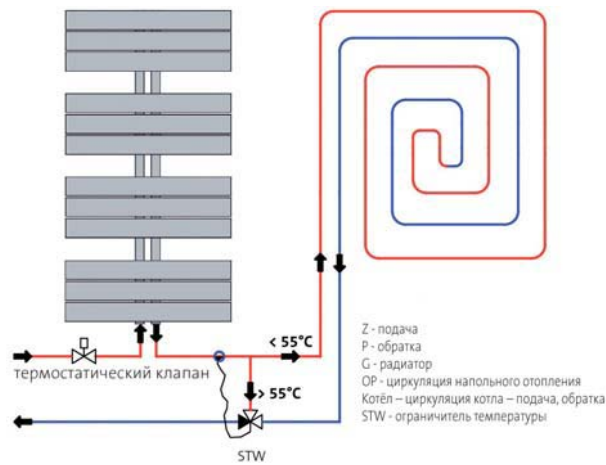 < 55°C
термостатический клапан
> 55°C
STW
Z - подача
P - обратка
G - радиатор
OP - циркуляция напольного отопления
Котёл – циркуляция котла – подача, обратка
STW - ограничитель температуры